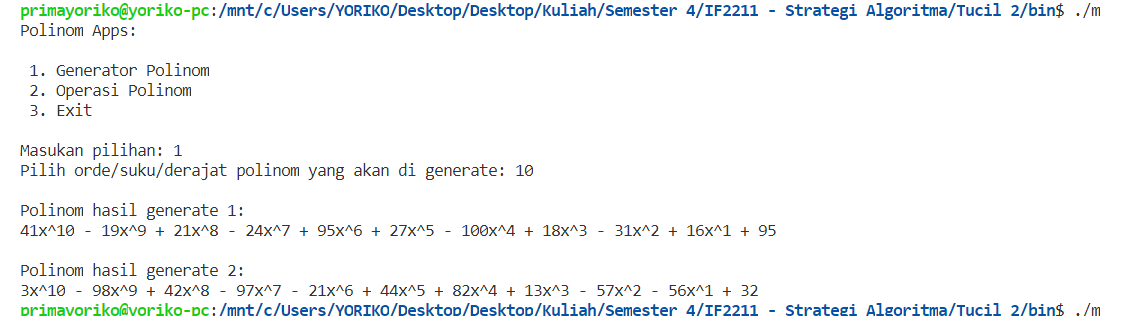 primayoriko@yoriko-pc:/mnt/c/Users/YORIKO/Desktop/Desktop/Kuliah/Semester 4/IF2211 - Strategi Algoritma/Tucil 2/bin$ ./m
Polinom Apps:
1. Generator Polinom
2. Operasi Polinom
3. Exit
Masukan pilihan: 1
Pilih orde/suku/derajat polinom yang akan di generate: 10
Polinom hasil generate 1:
41x^10 - 19x^9 + 21x^8 - 24x^7 + 95x^6 + 27x^5 - 100x^4 + 18x^3 - 31x^2 + 16x^1 + 95
Polinom hasil generate 2:
3x^10 - 98x^9 + 42x^8 - 97x^7 - 21x^6 + 44x^5 + 82x^4 + 13x^3 - 57x^2 - 56x^1 + 32
primayoriko@yoriko-pc:/mnt/c/Users/YORIKO/Desktop/Desktop/Kuliah/Semester 4/IF2211 - Strategi Algoritma/Tucil 2/bin$ ./m